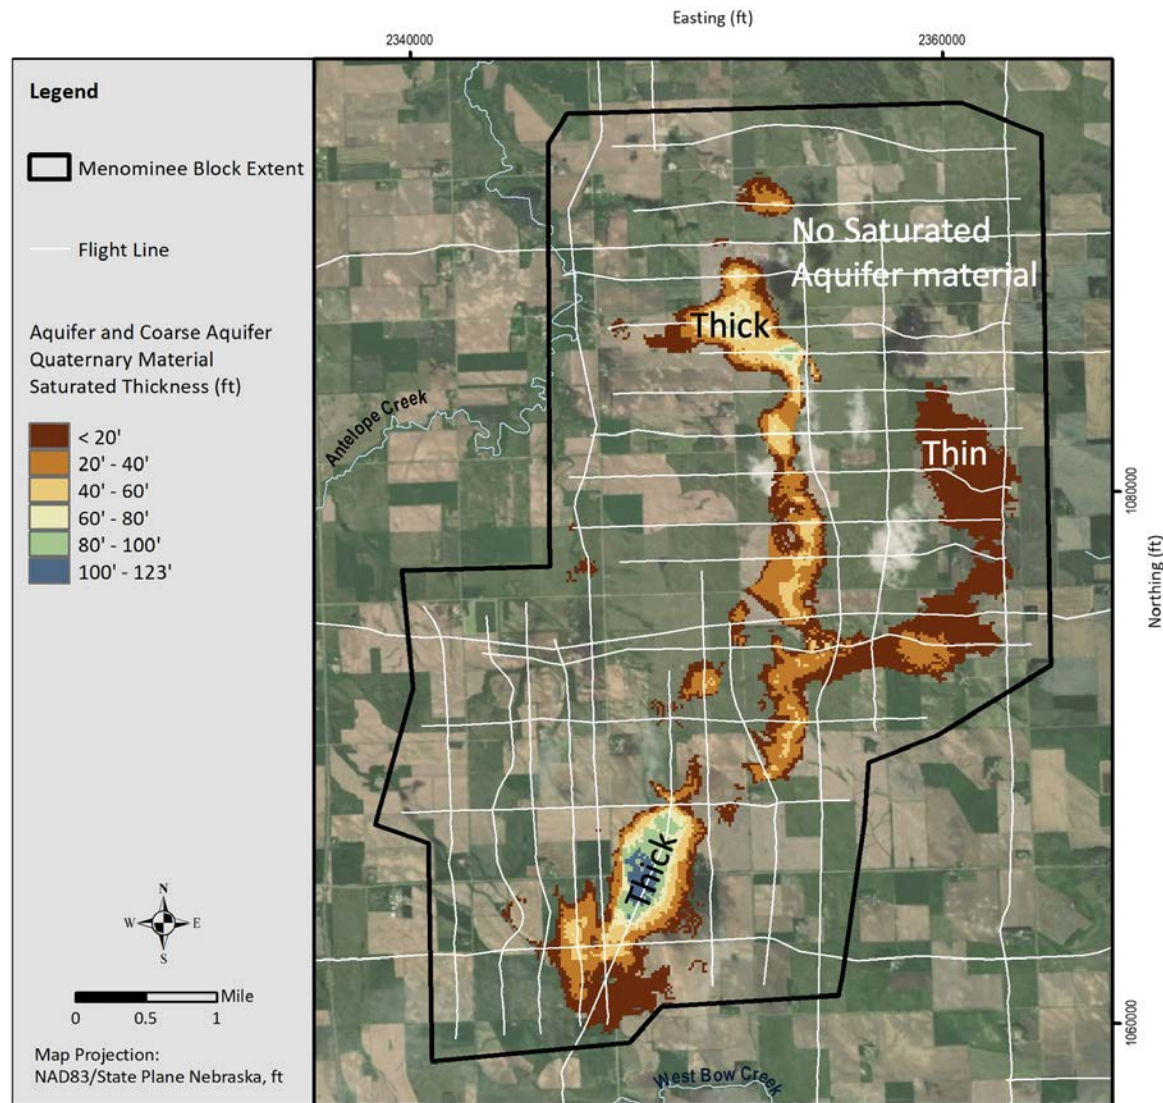 Easting (ft)
2340000
2360000
Legend
Menominee Block Extent
Flight Line
Aquifer and Coarse Aquifer
Quaternary Material
Saturated Thickness (ft)
< 20'
20' - 40'
40' - 60'
60' - 80'
80' - 100'
100' - 123'
N
W
E
S
Mile
0
0.5
1
Map Projection:
NAD83/State Plane Nebraska, ft
No Saturated
Aquifer material
Thick
Thin
Thick
Antelope Creek
West Bow Creek
1080000
Northing (ft)
1060000